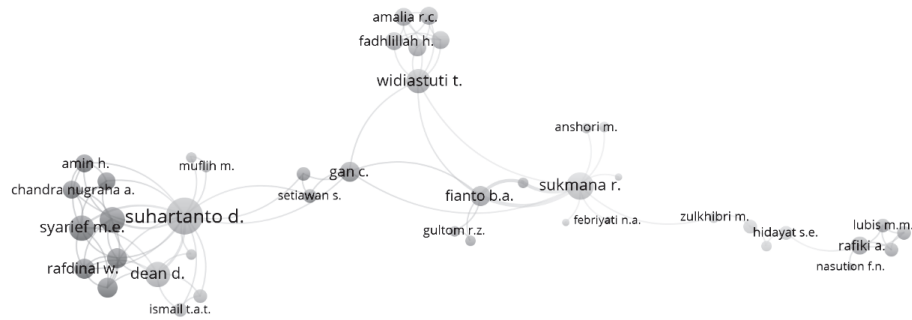 amalia r.c.
fadhlillah h.
widiastuti t.
anshori m.
amin h.
muflih m.
gan c.
chandra nugraha a.
setiawan s.
fianto b.a.
sukmana r.
suhartanto d.
syarief m.e.
gultom r.z.
febriyati n.a.
zulkhibri m.
hidayat s.e.
lubis m.m.
rafiki a.
rafdinal w.
dean d.
nasution f.n.
ismail t.a.t.